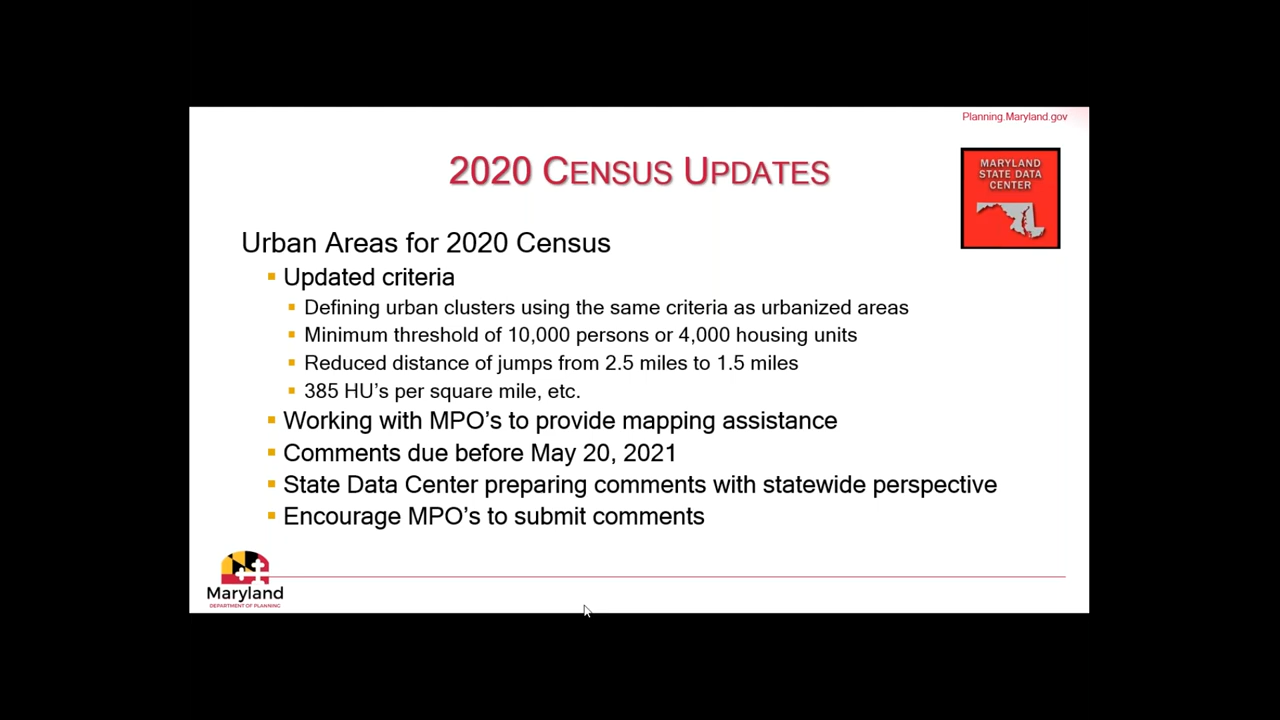 Planning.Maryland.gov
2020 CENSUS UPDATES
MARYLAND
STATE DATA
CENTER
Urban Areas for 2020 Census
Updated criteria
Defining urban clusters using the same criteria as urbanized areas
Minimum threshold of 10,000 persons or 4,000 housing units
Reduced distance of jumps from 2.5 miles to 1.5 miles
385 HU's per square mile, etc.
Working with MPO's to provide mapping assistance
Comments due before May 20, 2021
State Data Center preparing comments with statewide perspective
Encourage MPO's to submit comments
Maryland
DEPARTMENT OF PLANNING